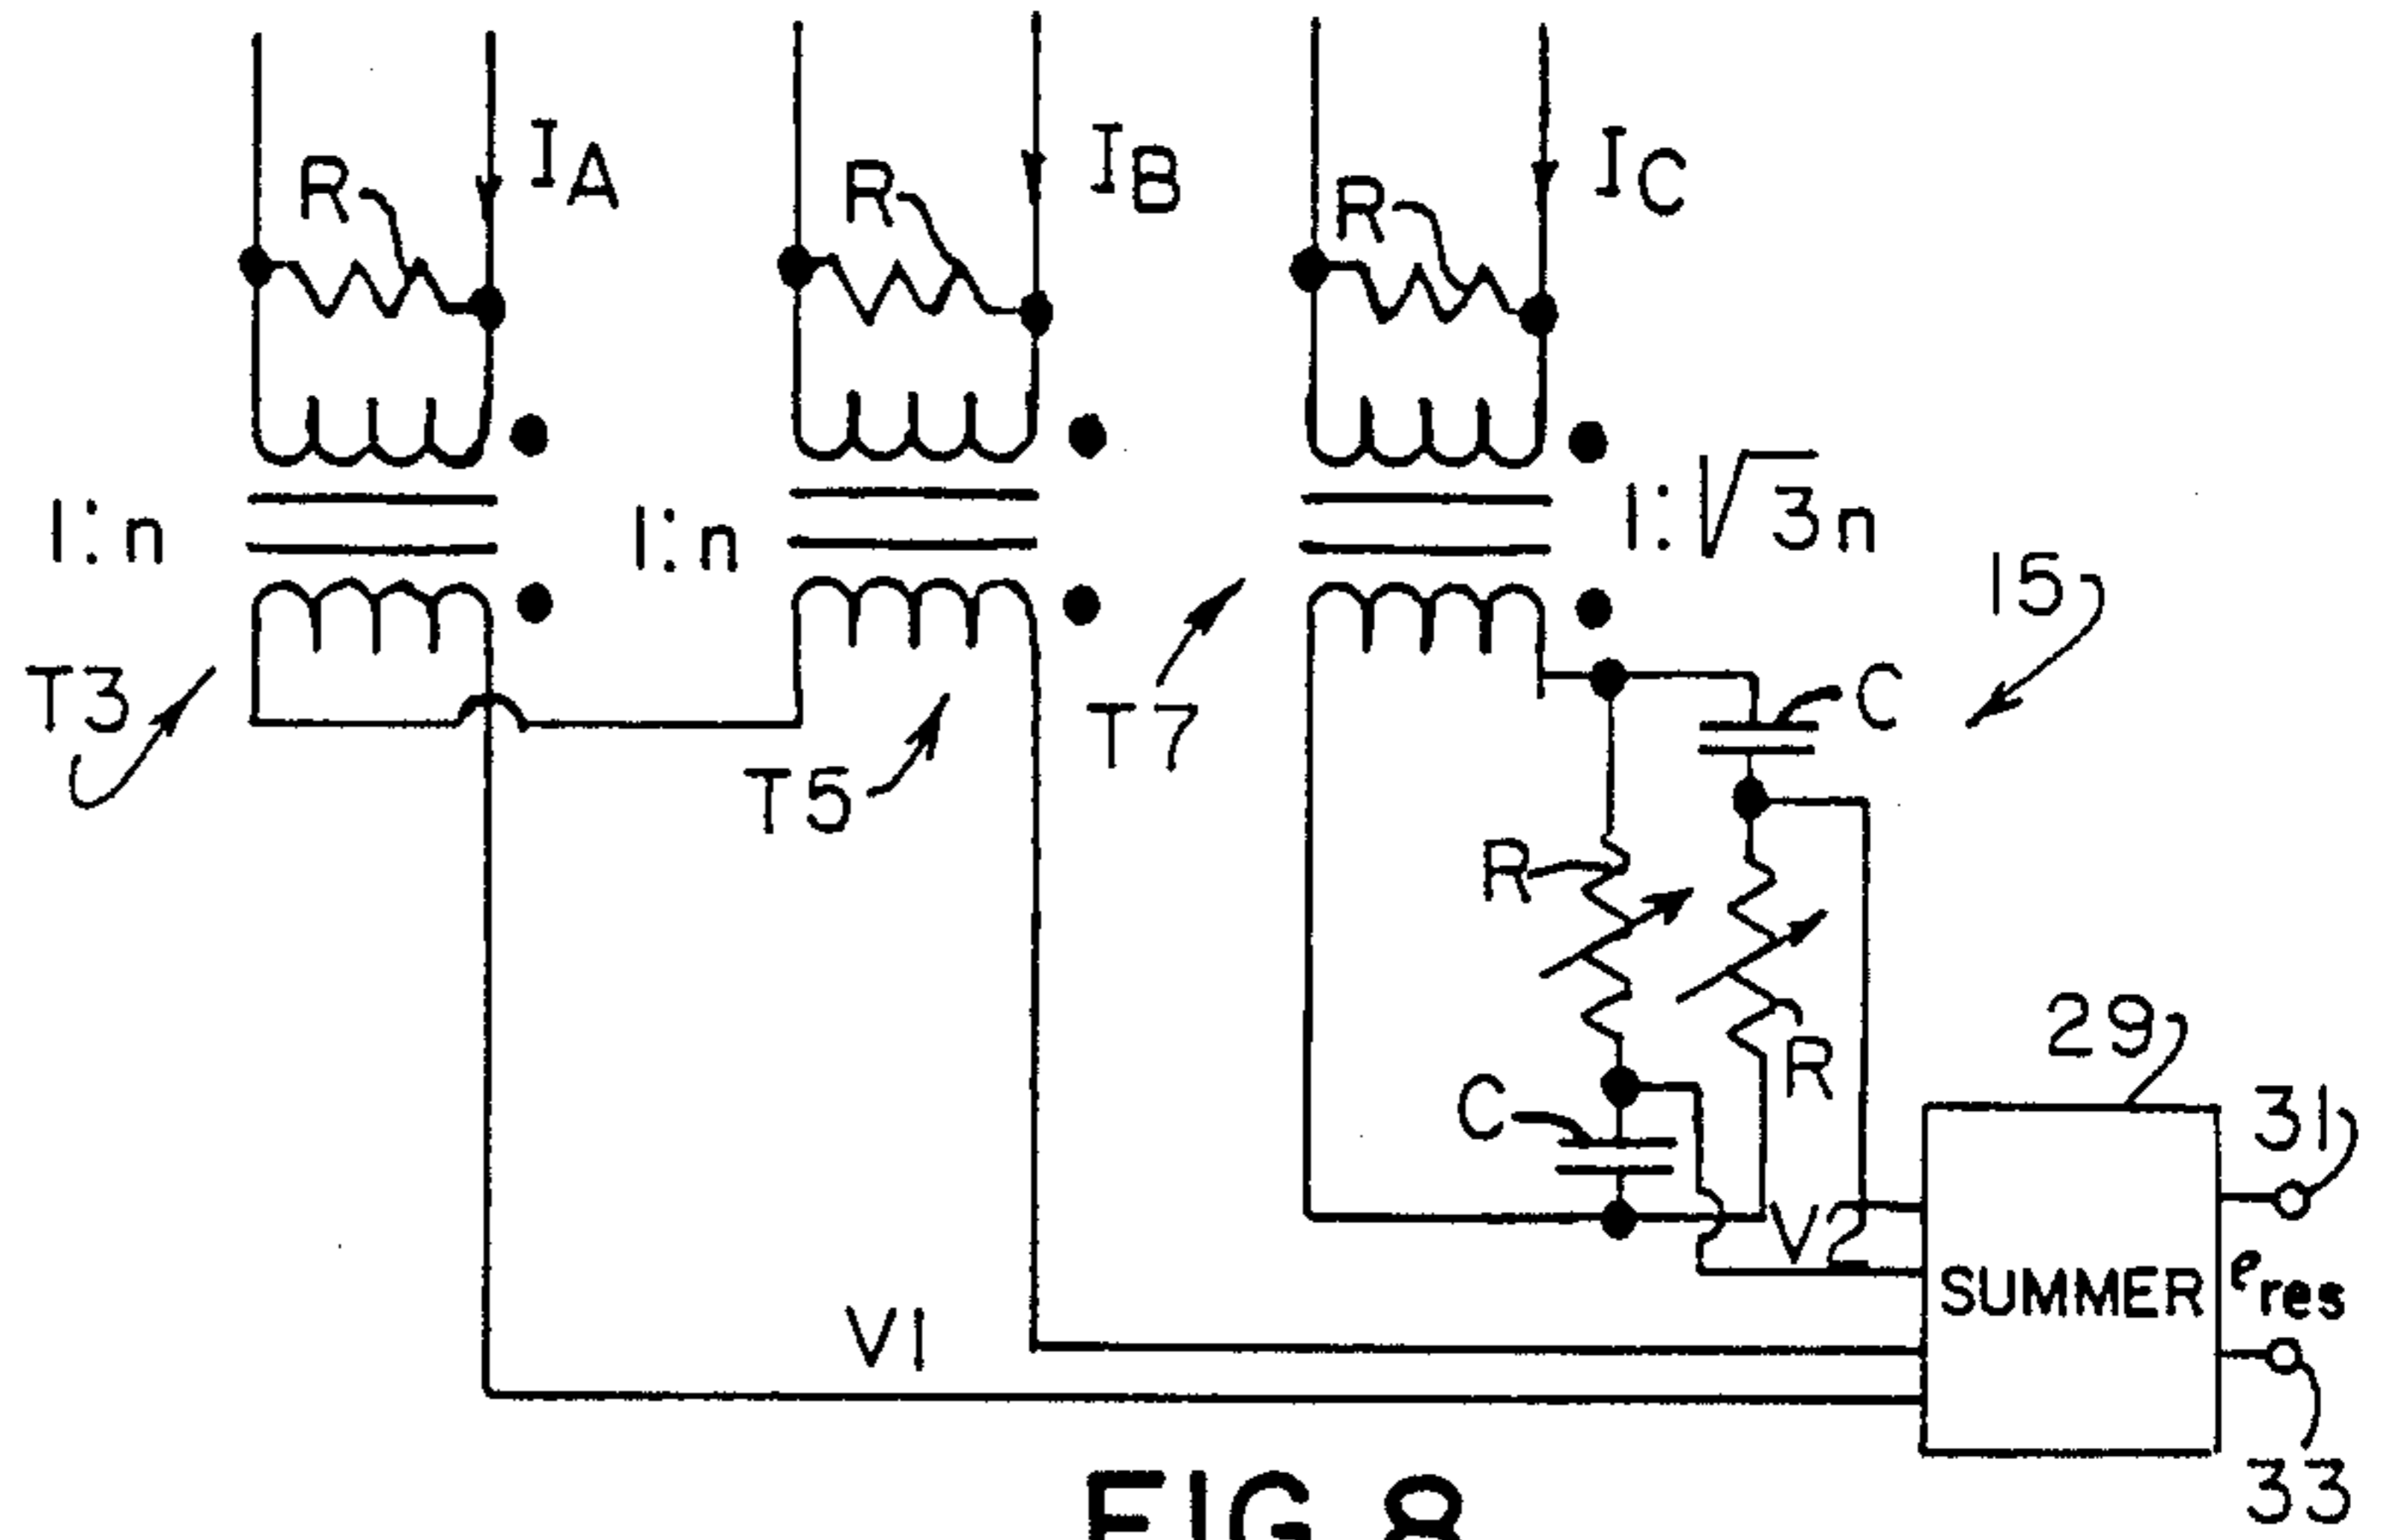 R IA R IB R IC
1:n 1:n 1:√3n
15
T3 T5 T7 C
R
R
29
C
31
V2
SUMMER eres
V1
33
FIG.8